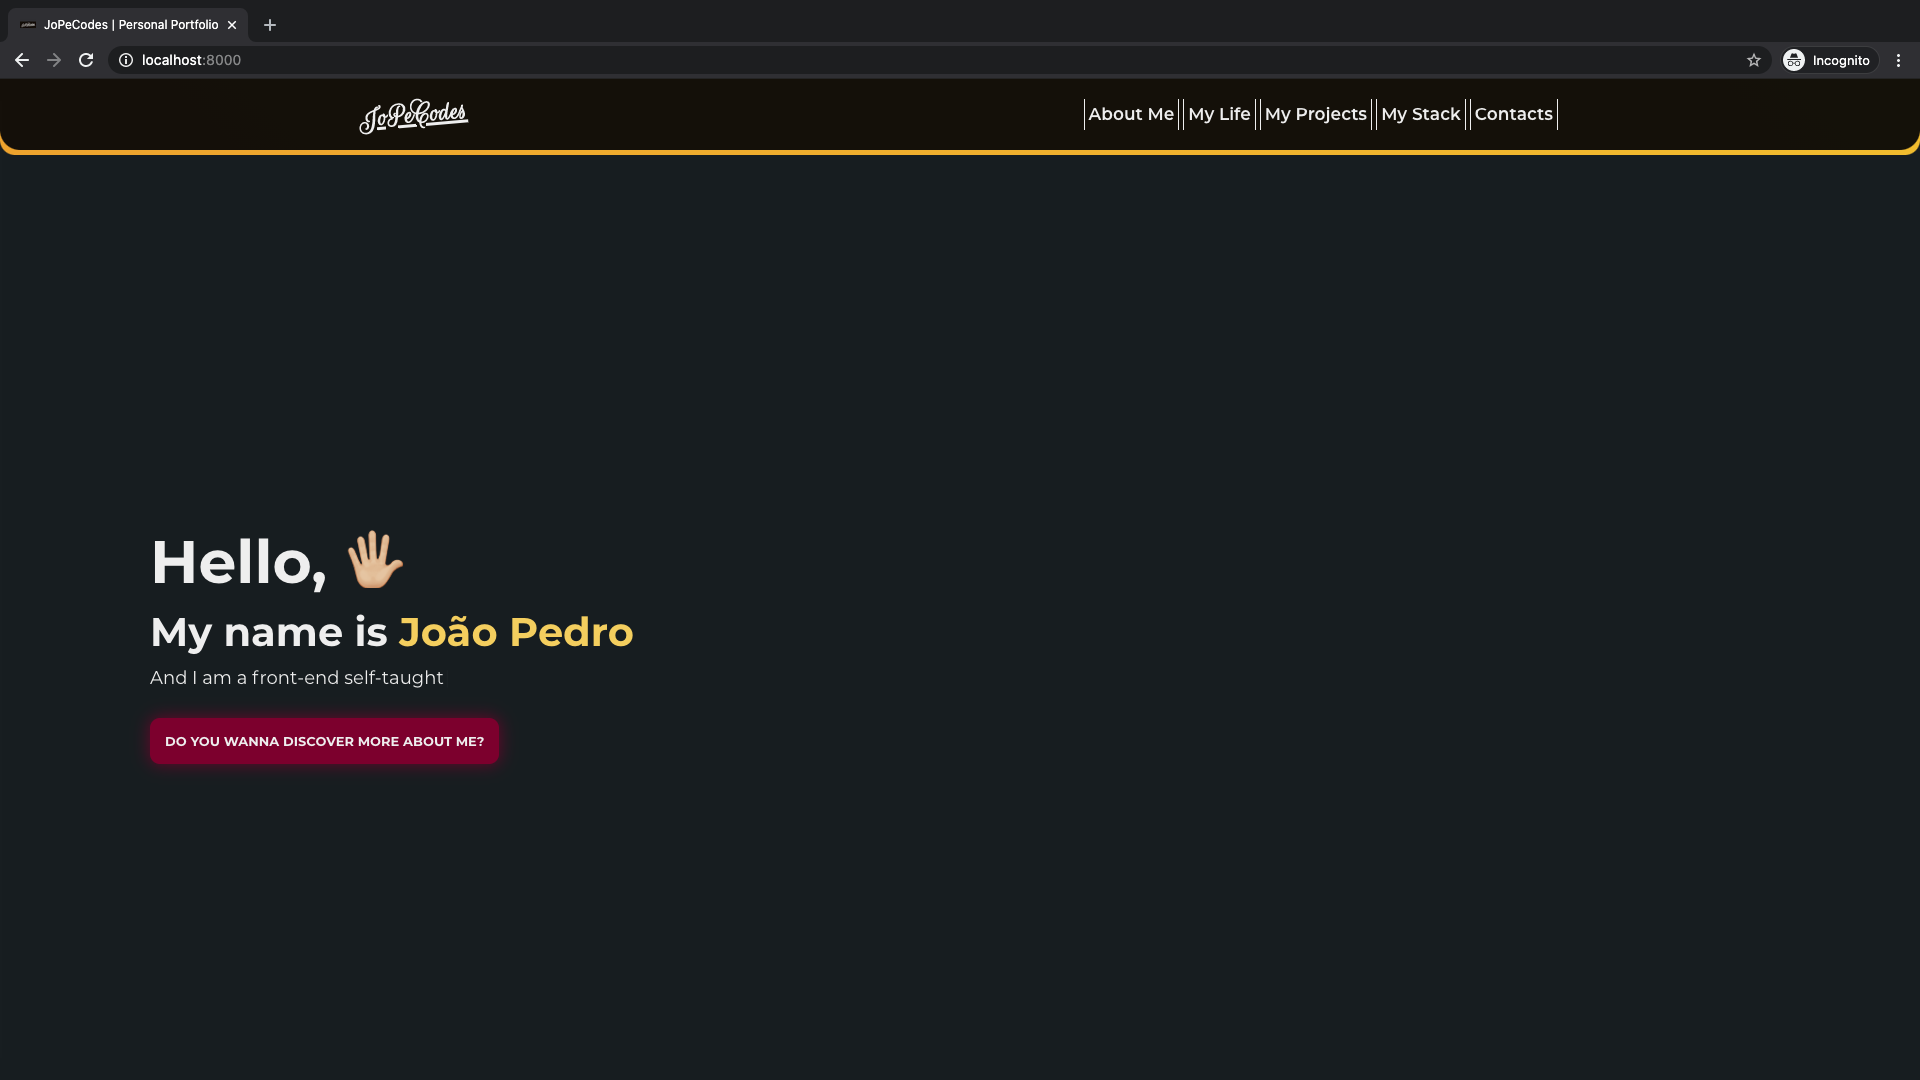 JoPeCodes | Personal Portfolio
localhost:8000
Incognito
JoPeCodes
About Me My Life My Projects My Stack Contacts
Hello, 🖐🏼
My name is João Pedro
And I am a front-end self-taught
DO YOU WANNA DISCOVER MORE ABOUT ME?